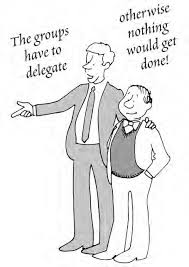 The groups
have to
delegate
otherwise
nothing
would get
done!